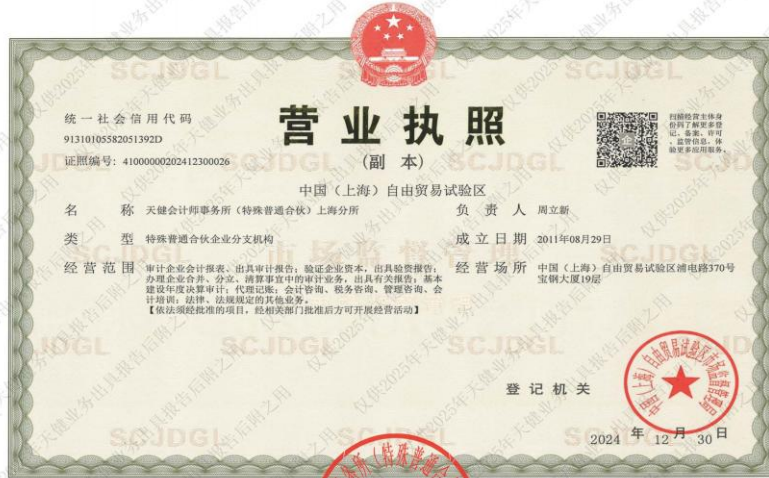 统一社会信用代码
91310105582051392D
证照编号: 41000000202412300026
营业执照
(副 本)
扫描经营主体身
份码了解更多登
记、备案、许可
、监管信息, 体
验更多应用服务。
中国(上海)自由贸易试验区
名 称 天健会计师事务所(特殊普通合伙)上海分所
负 责 人 周立新
类 型 特殊普通合伙企业分支机构
成 立 日 期 2011年08月29日
经 营 范 围 审计企业会计报表、出具审计报告; 验证企业资本, 出具验资报告;
办理企业合并、分立、清算事宜中的审计业务, 出具有关报告; 基本
建设年度决算审计; 代理记账; 会计咨询、税务咨询、管理咨询、会
计培训; 法律、法规规定的其他业务。
【依法须经批准的项目, 经相关部门批准后方可开展经营活动】
经 营 场 所 中国(上海)自由贸易试验区浦电路370号
宝钢大厦19层
登 记 机 关
2024 年 12 月 30 日
SCJDGL
仅供2025年天健业务出具报告后附之用